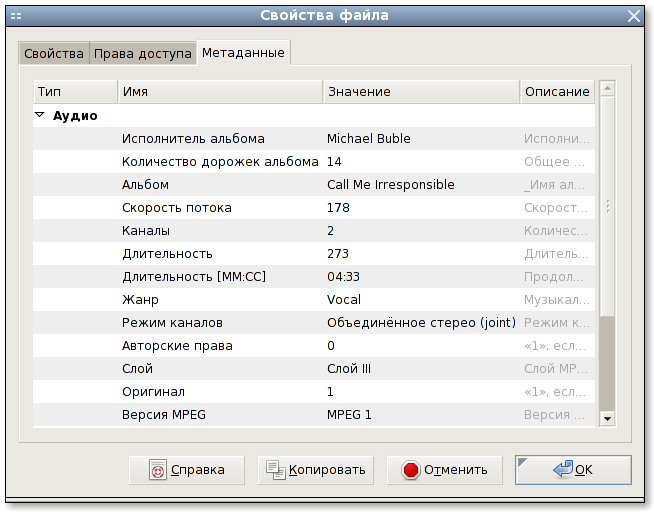 Свойства файла
Свойства Права доступа Метаданные
Тип Имя Значение Описание
Аудио
Исполнитель альбома Michael Buble Исполни...
Количество дорожек альбома 14 Общее ...
Альбом Call Me Irresponsible _Имя ал...
Скорость потока 178 Скорост...
Каналы 2 Количес...
Длительность 273 Длитель...
Длительность [ММ:СС] 04:33 Продол...
Жанр Vocal Музыкал...
Режим каналов Объединённое стерео (joint) Режим к...
Авторские права 0 «1», есл...
Слой Слой III Слой MP...
Оригинал 1 «1», есл...
Версия MPEG MPEG 1 Версия ...
Справка Копировать Отменить OK